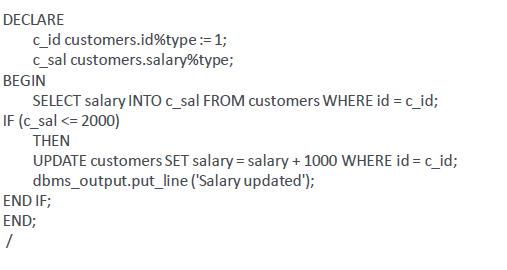 DECLARE
c_id customers.id%type := 1;
c_sal customers.salary%type;
BEGIN
SELECT salary INTO c_sal FROM customers WHERE id = c_id;
IF (c_sal <= 2000)
THEN
UPDATE customers SET salary = salary + 1000 WHERE id = c_id;
dbms_output.put_line ('Salary updated');
END IF;
END;
/